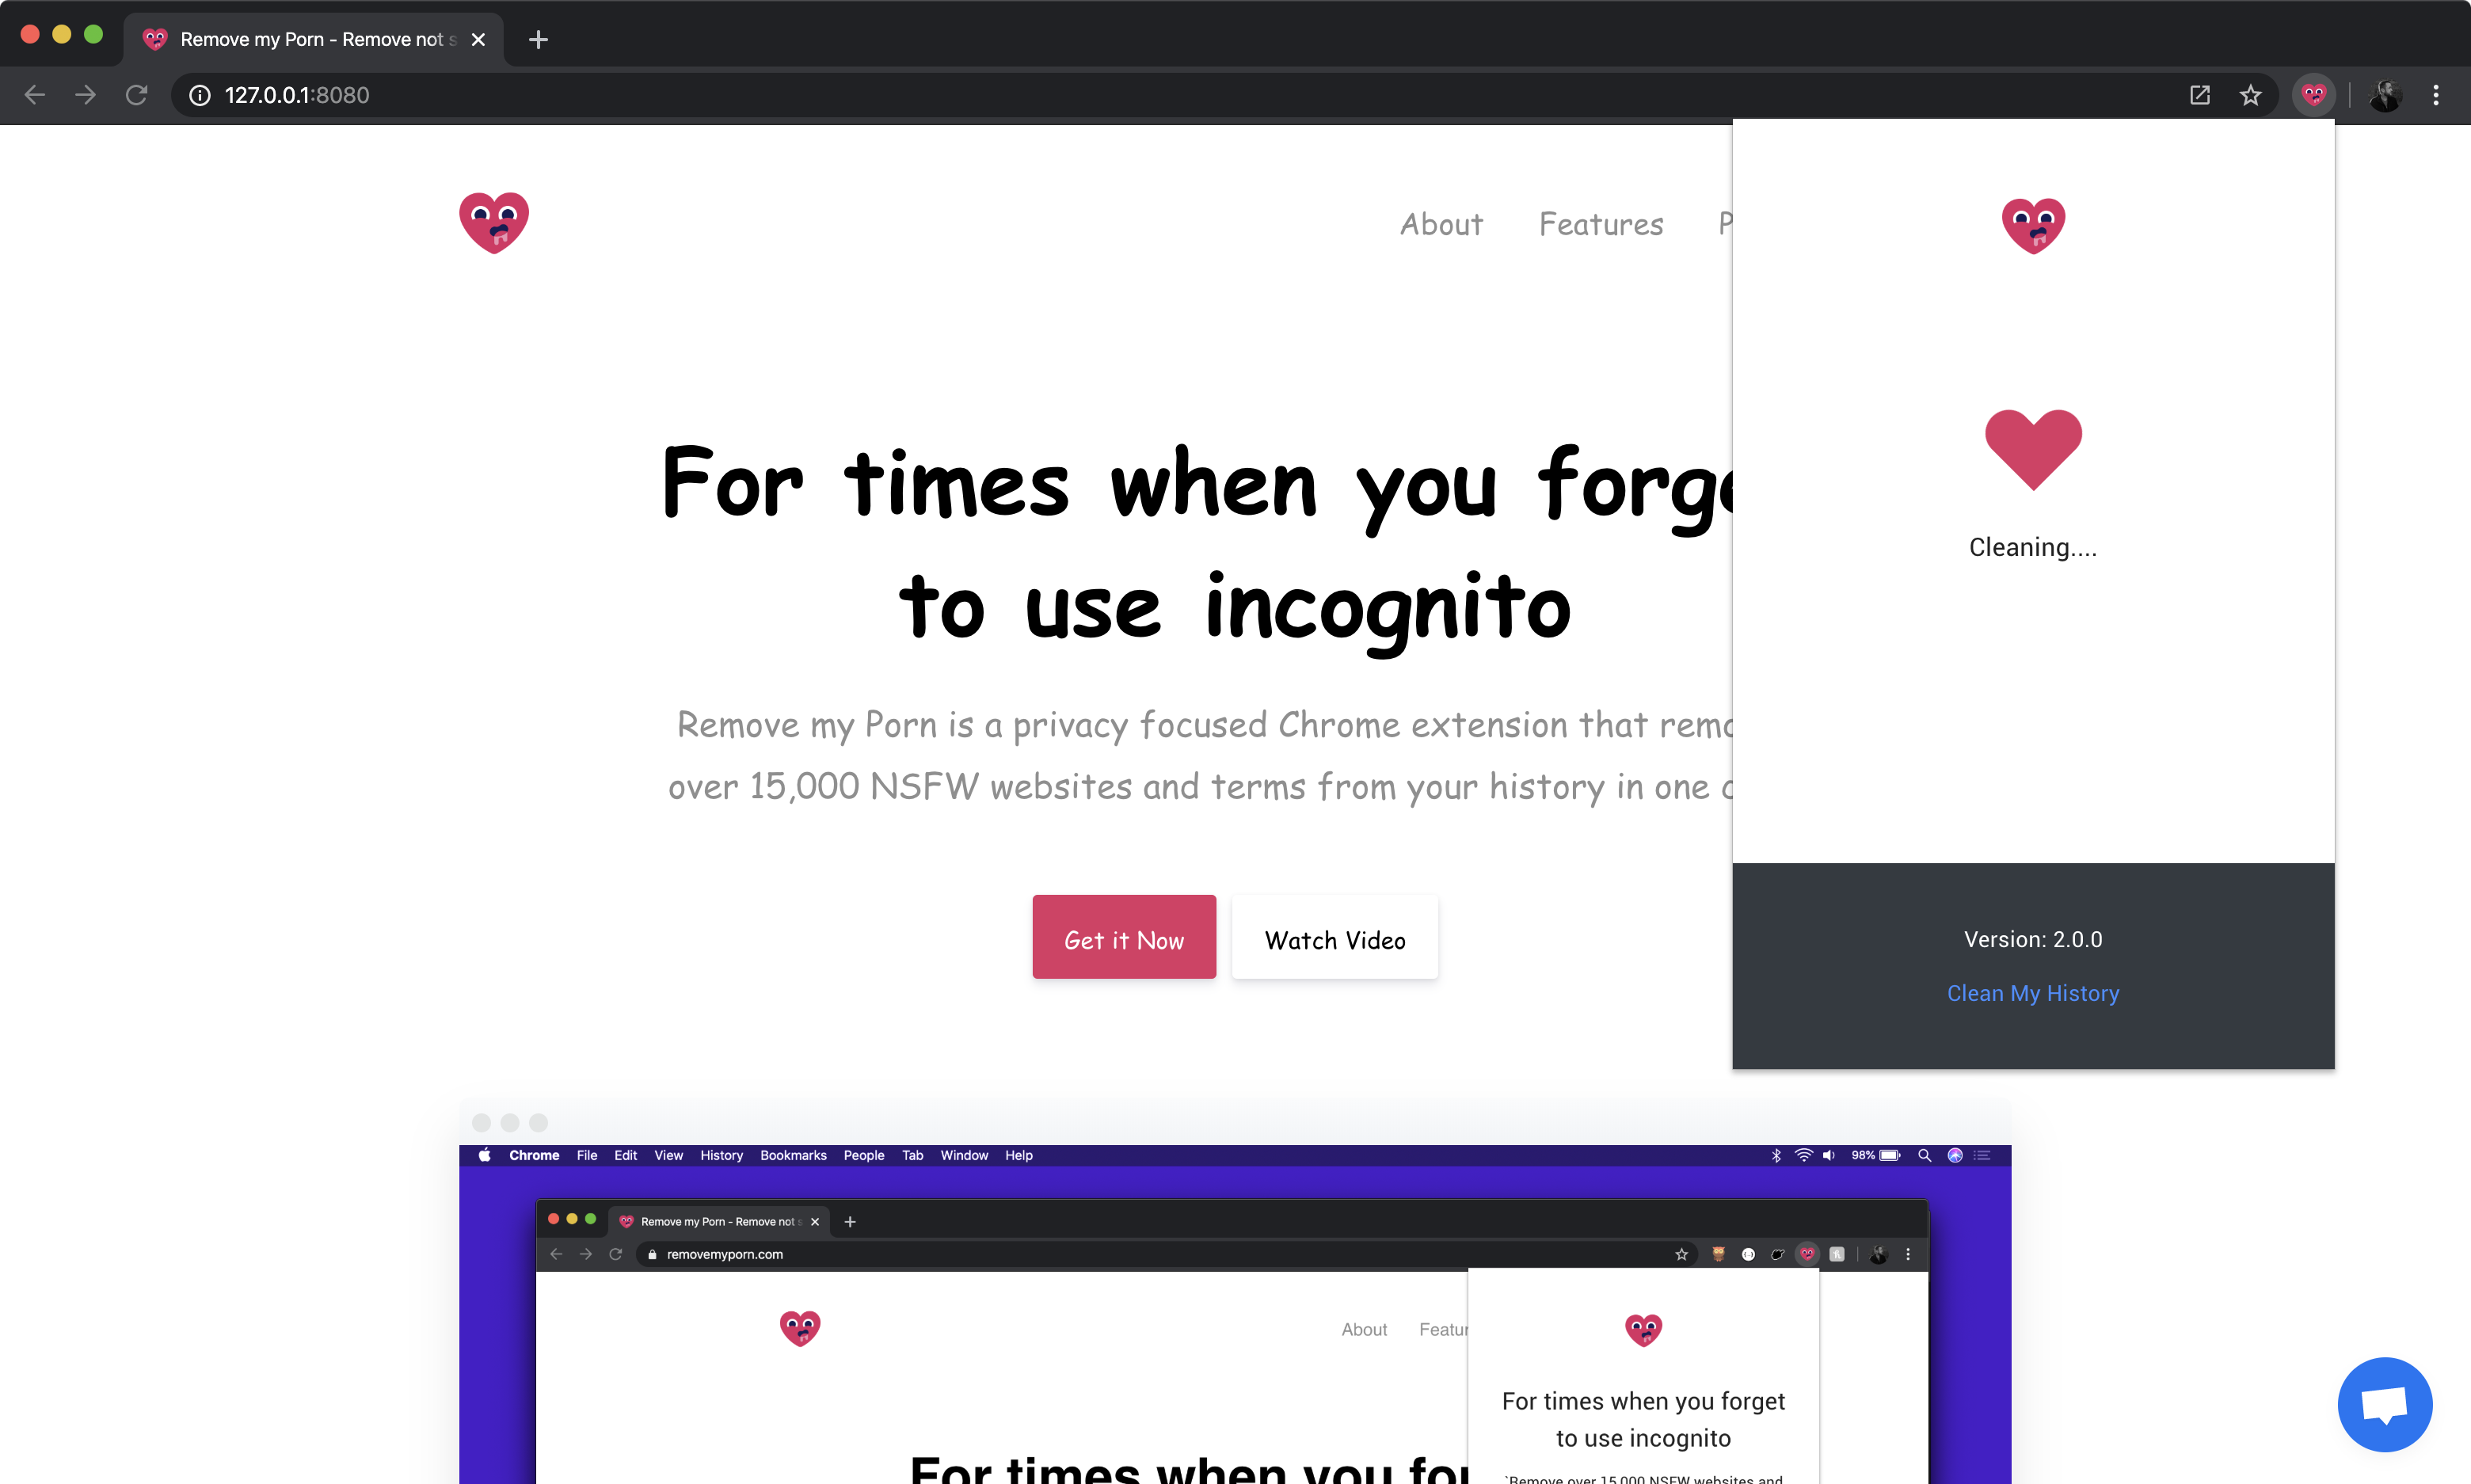 Remove my Porn - Remove not s
127.0.0.1:8080
About Features P
For times when you forge
to use incognito
Remove my Porn is a privacy focused Chrome extension that remo
over 15,000 NSFW websites and terms from your history in one c
Get it Now
Watch Video
Cleaning....
Version: 2.0.0
Clean My History
Chrome File Edit View History Bookmarks People Tab Window Help 98%
Remove my Porn - Remove not s
removemyporn.com
About Featur
For times when you for
For times when you forget
to use incognito
`Remove over 15,000 NSFW websites and